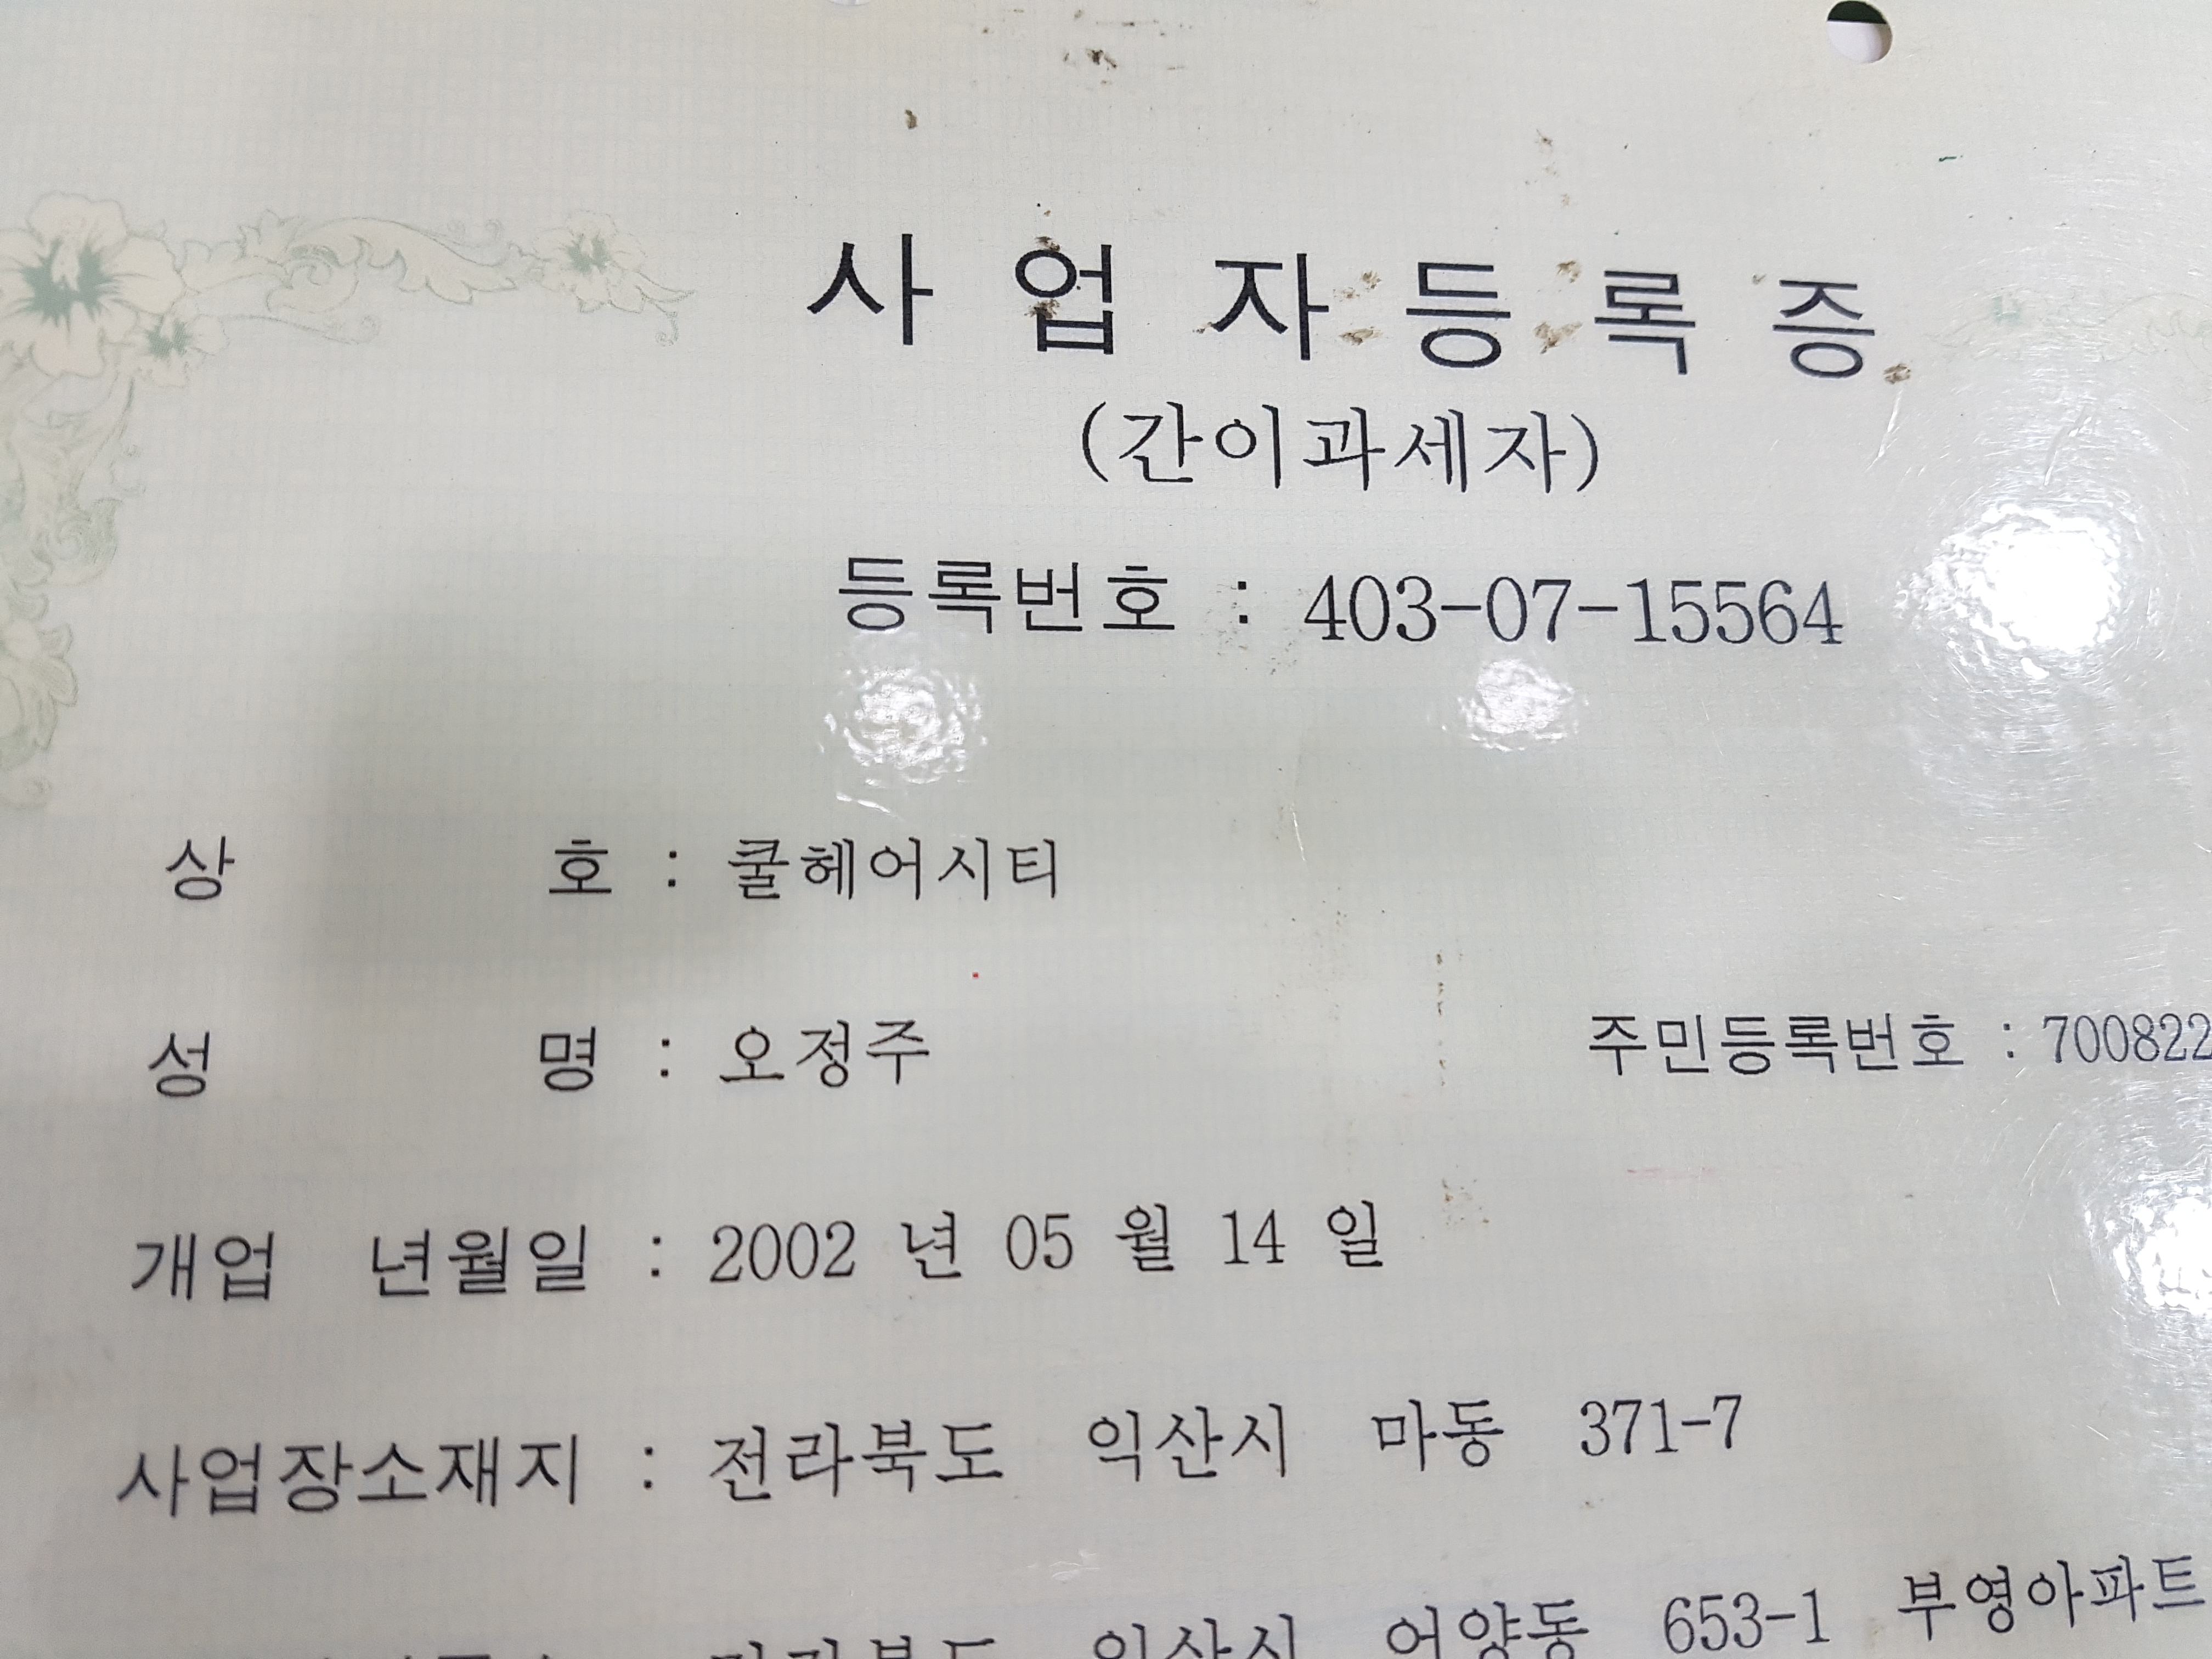 사업자등록증
(간이과세자)
등록번호 : 403-07-15564
상 호 : 쿨헤어시티
성 명 : 오정주 주민등록번호 : 700822
개업 년월일 : 2002 년 05 월 14 일
사업장소재지 : 전라북도 익산시 마동 371-7
전라북도 익산시 어양동 653-1 부영아파트